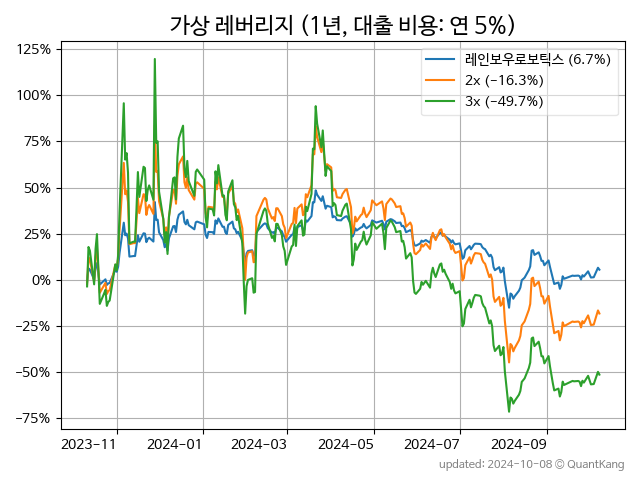 가상 레버리지 (1년, 대출 비용: 연 5%)
레인보우로보틱스 (6.7%)
2x (−16.3%)
3x (−49.7%)
125%
100%
75%
50%
25%
0%
−25%
−50%
−75%
2023-11 2024-01 2024-03 2024-05 2024-07 2024-09
updated: 2024-10-08 © QuantKang